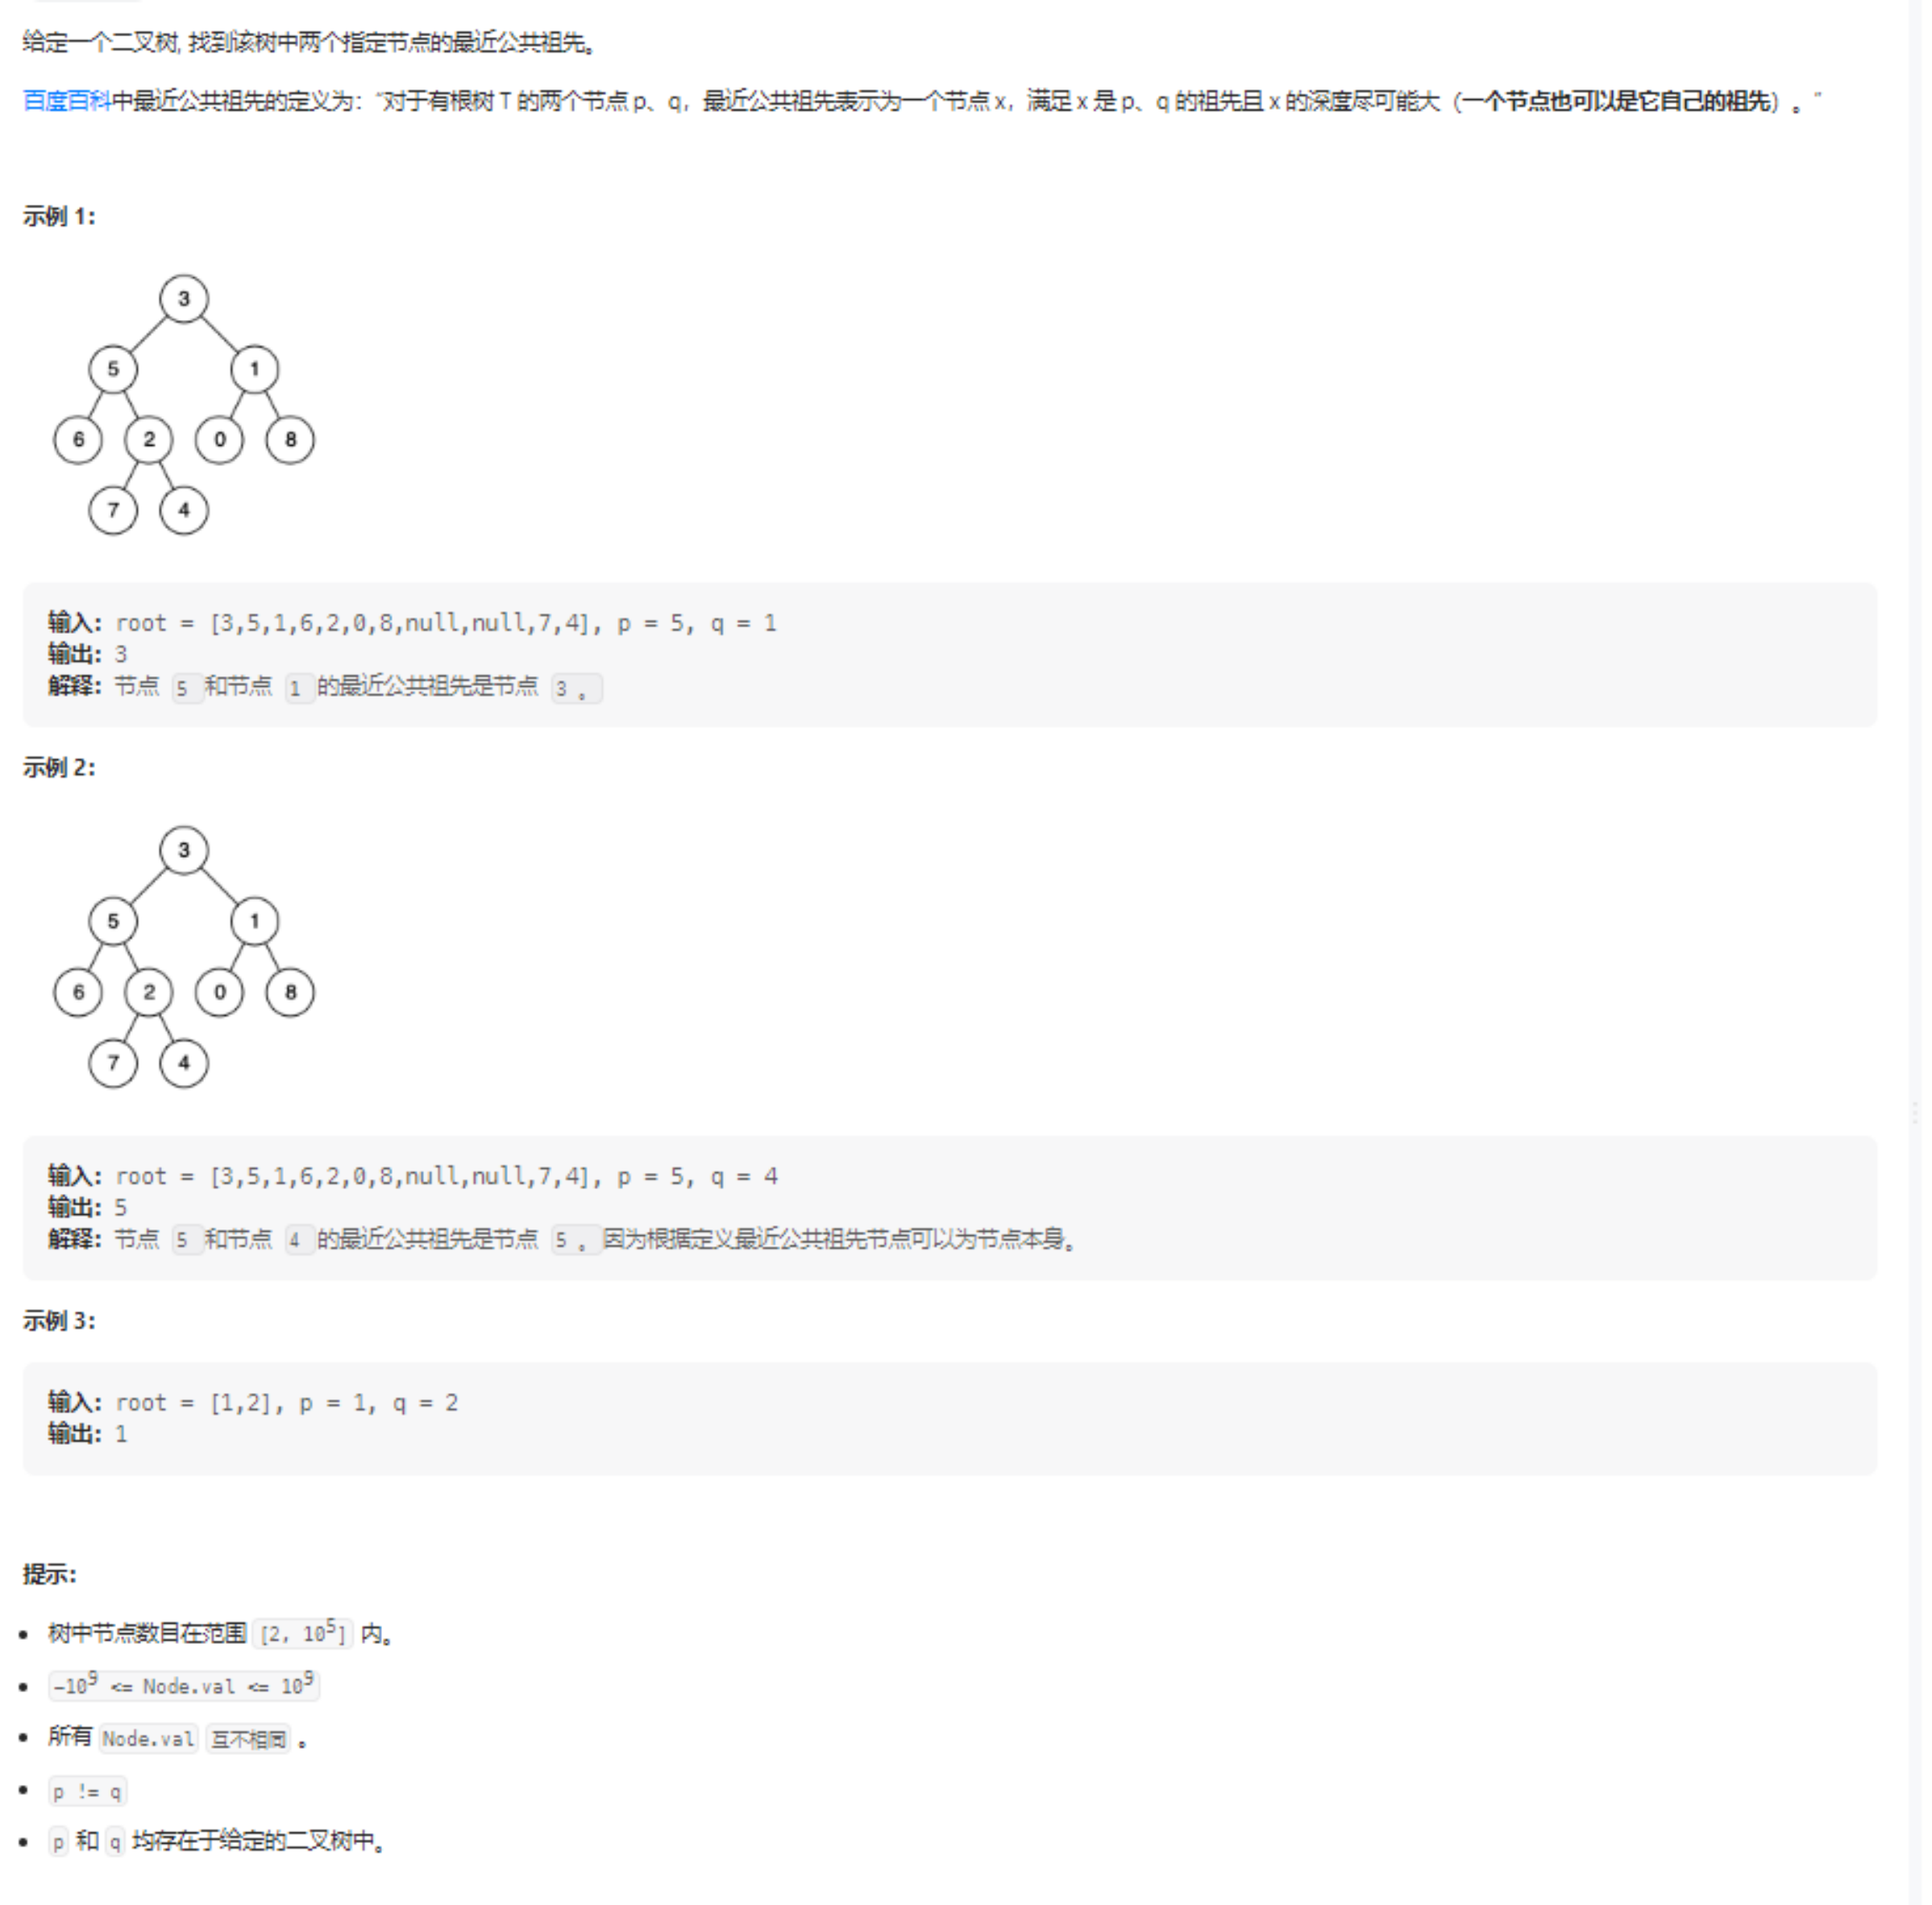 给定一个二叉树, 找到该树中两个指定节点的最近公共祖先。
百度百科中最近公共祖先的定义为：“对于有根树 T 的两个节点 p、q，最近公共祖先表示为一个节点 x，满足 x 是 p、q 的祖先且 x 的深度尽可能大（一个节点也可以是它自己的祖先）。”
示例 1：
3
5 1
6 2 0 8
7 4
输入：root = [3,5,1,6,2,0,8,null,null,7,4], p = 5, q = 1
输出：3
解释：节点 5 和节点 1 的最近公共祖先是节点 3 。
示例 2：
3
5 1
6 2 0 8
7 4
输入：root = [3,5,1,6,2,0,8,null,null,7,4], p = 5, q = 4
输出：5
解释：节点 5 和节点 4 的最近公共祖先是节点 5 。因为根据定义最近公共祖先节点可以为节点本身。
示例 3：
输入：root = [1,2], p = 1, q = 2
输出：1
提示：
• 树中节点数目在范围 [2, 10⁵] 内。
• -10⁹ <= Node.val <= 10⁹
• 所有 Node.val 互不相同 。
• p != q
• p 和 q 均存在于给定的二叉树中。